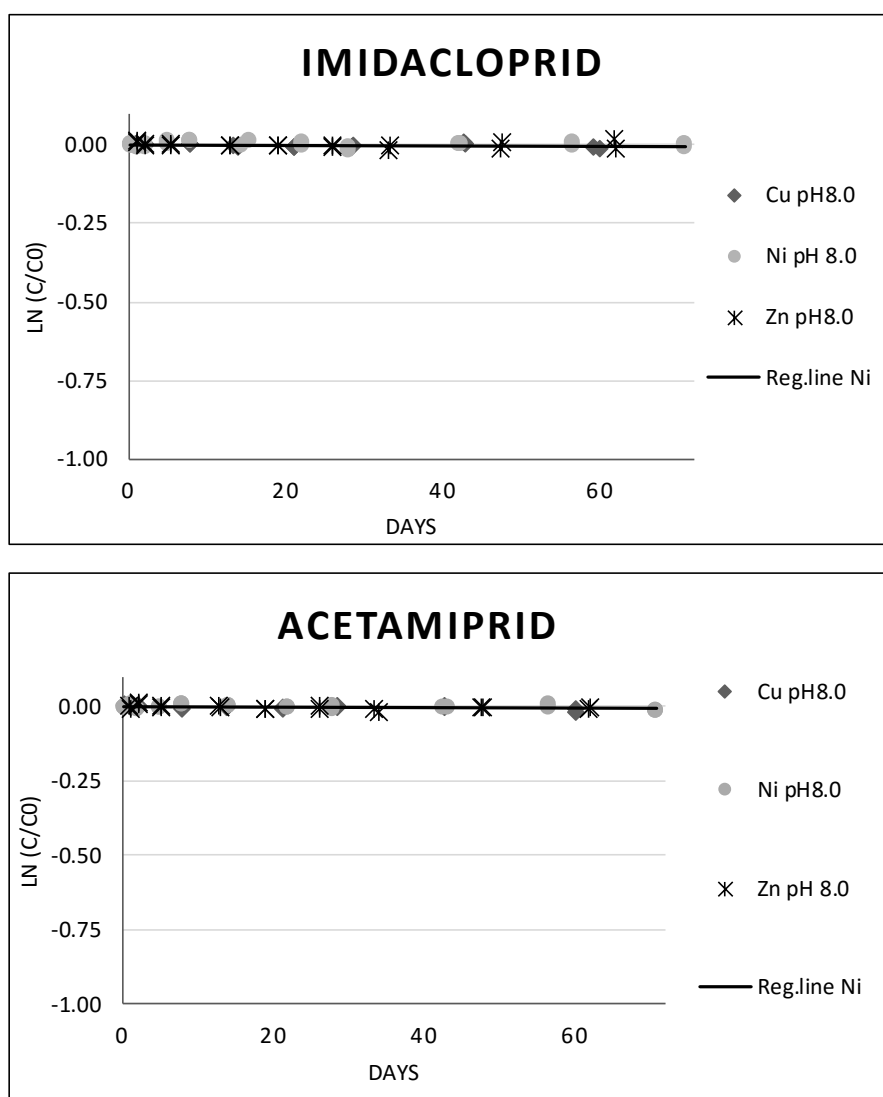 IMIDACLOPRID
0.00
-0.25
-0.50
-0.75
-1.00
LN (C/C0)
0 20 40 60
DAYS
Cu pH8.0
Ni pH 8.0
Zn pH8.0
Reg.line Ni
ACETAMIPRID
0.00
-0.25
-0.50
-0.75
-1.00
LN (C/C0)
0 20 40 60
DAYS
Cu pH8.0
Ni pH8.0
Zn pH 8.0
Reg.line Ni